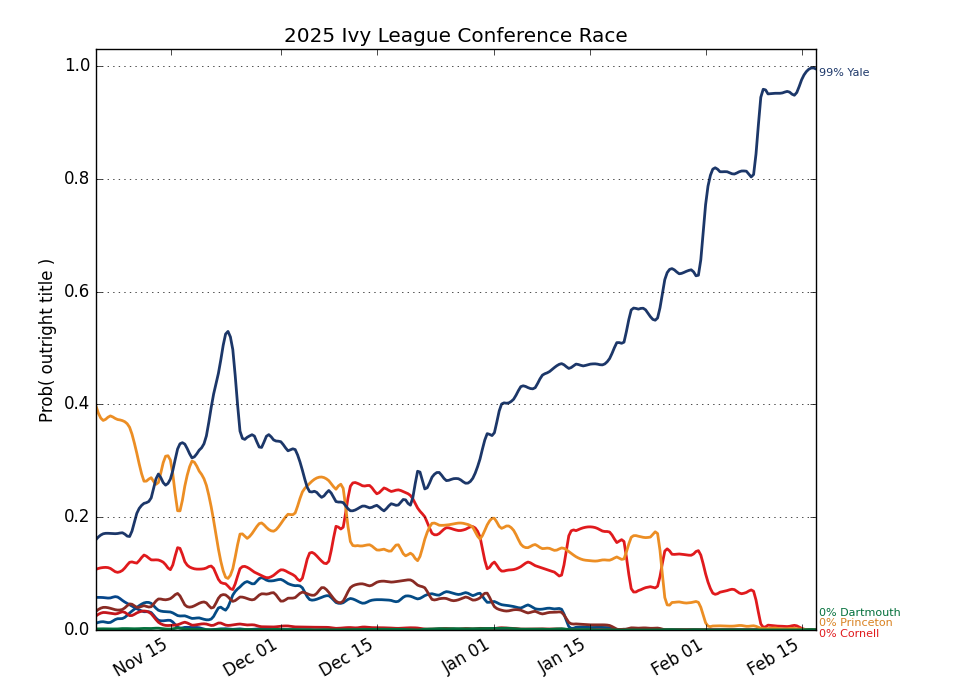 2025 Ivy League Conference Race
Prob( outright title )
1.0
0.8
0.6
0.4
0.2
0.0
Nov 15
Dec 01
Dec 15
Jan 01
Jan 15
Feb 01
Feb 15
99% Yale
0% Dartmouth
0% Princeton
0% Cornell